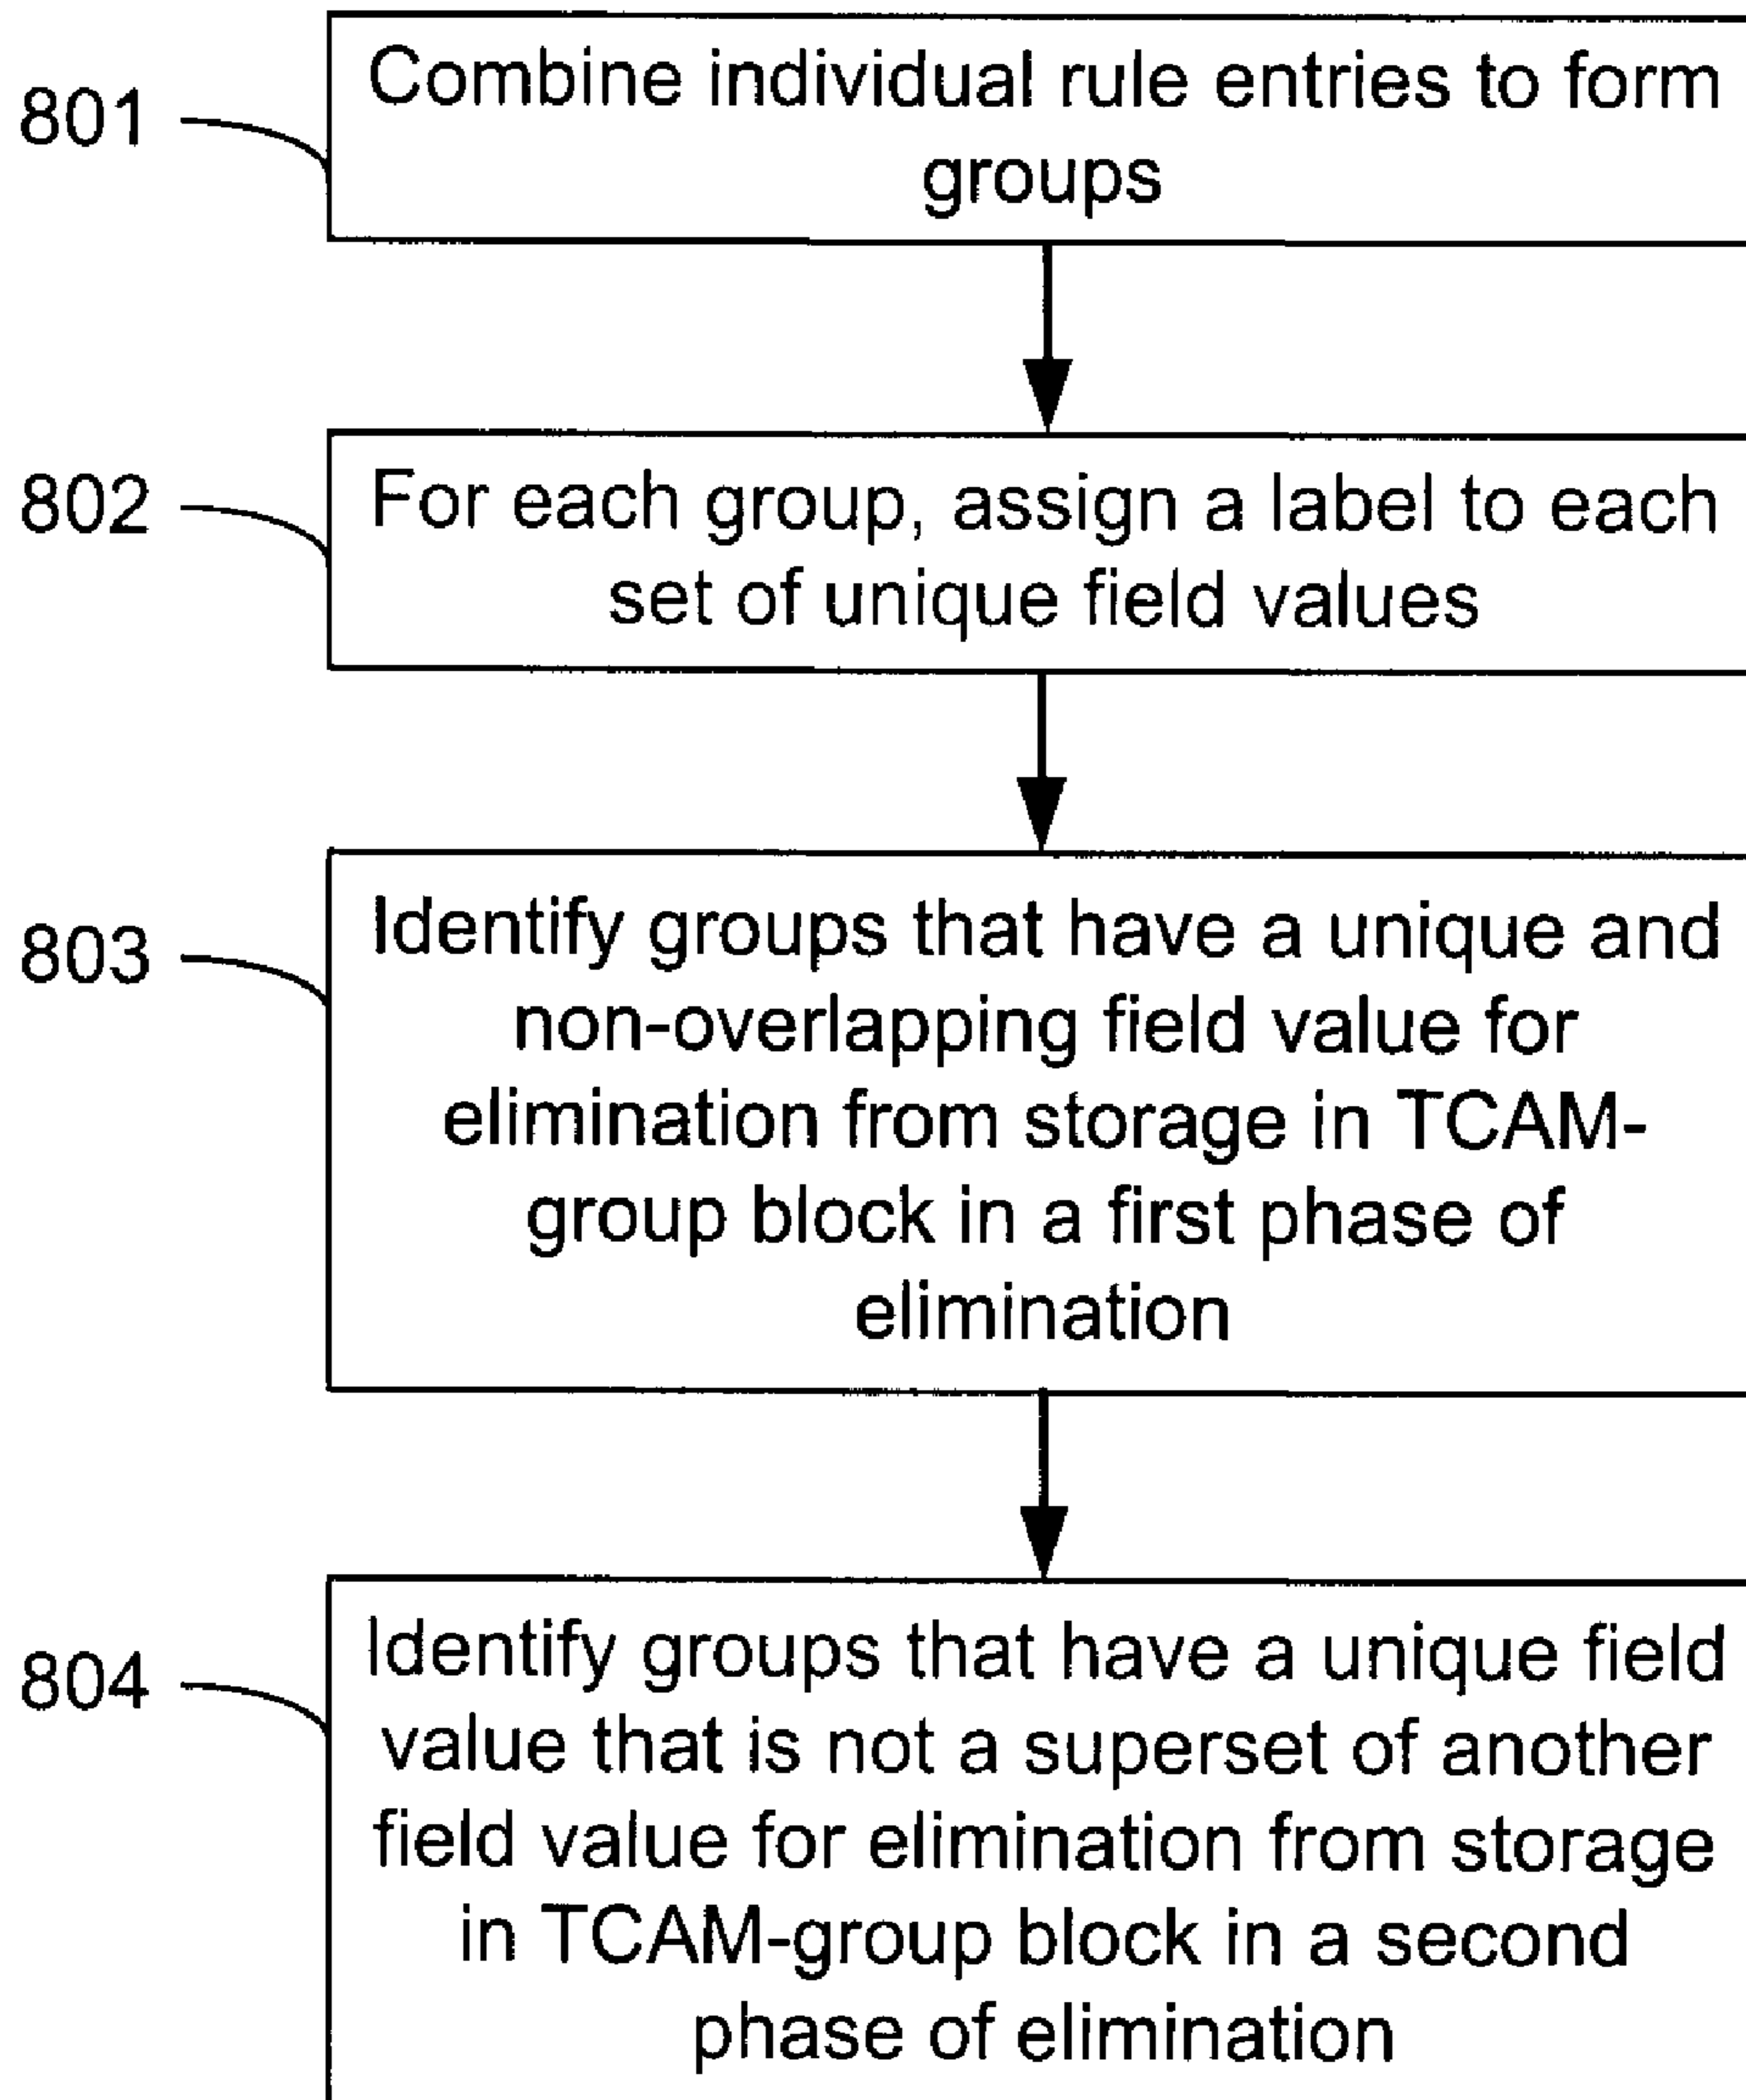 801
Combine individual rule entries to form
groups
802
For each group, assign a label to each
set of unique field values
803
Identify groups that have a unique and
non-overlapping field value for
elimination from storage in TCAM-
group block in a first phase of
elimination
804
Identify groups that have a unique field
value that is not a superset of another
field value for elimination from storage
in TCAM-group block in a second
phase of elimination